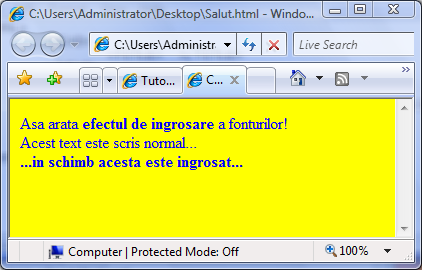 C:\Users\Administrator\Desktop\Salut.html - Windo...
C:\Users\Administra
Live Search
Tuto...
C...
Asa arata efectul de ingrosare a fonturilor!
Acest text este scris normal...
...in schimb acesta este ingrosat...
Computer | Protected Mode: Off
100%